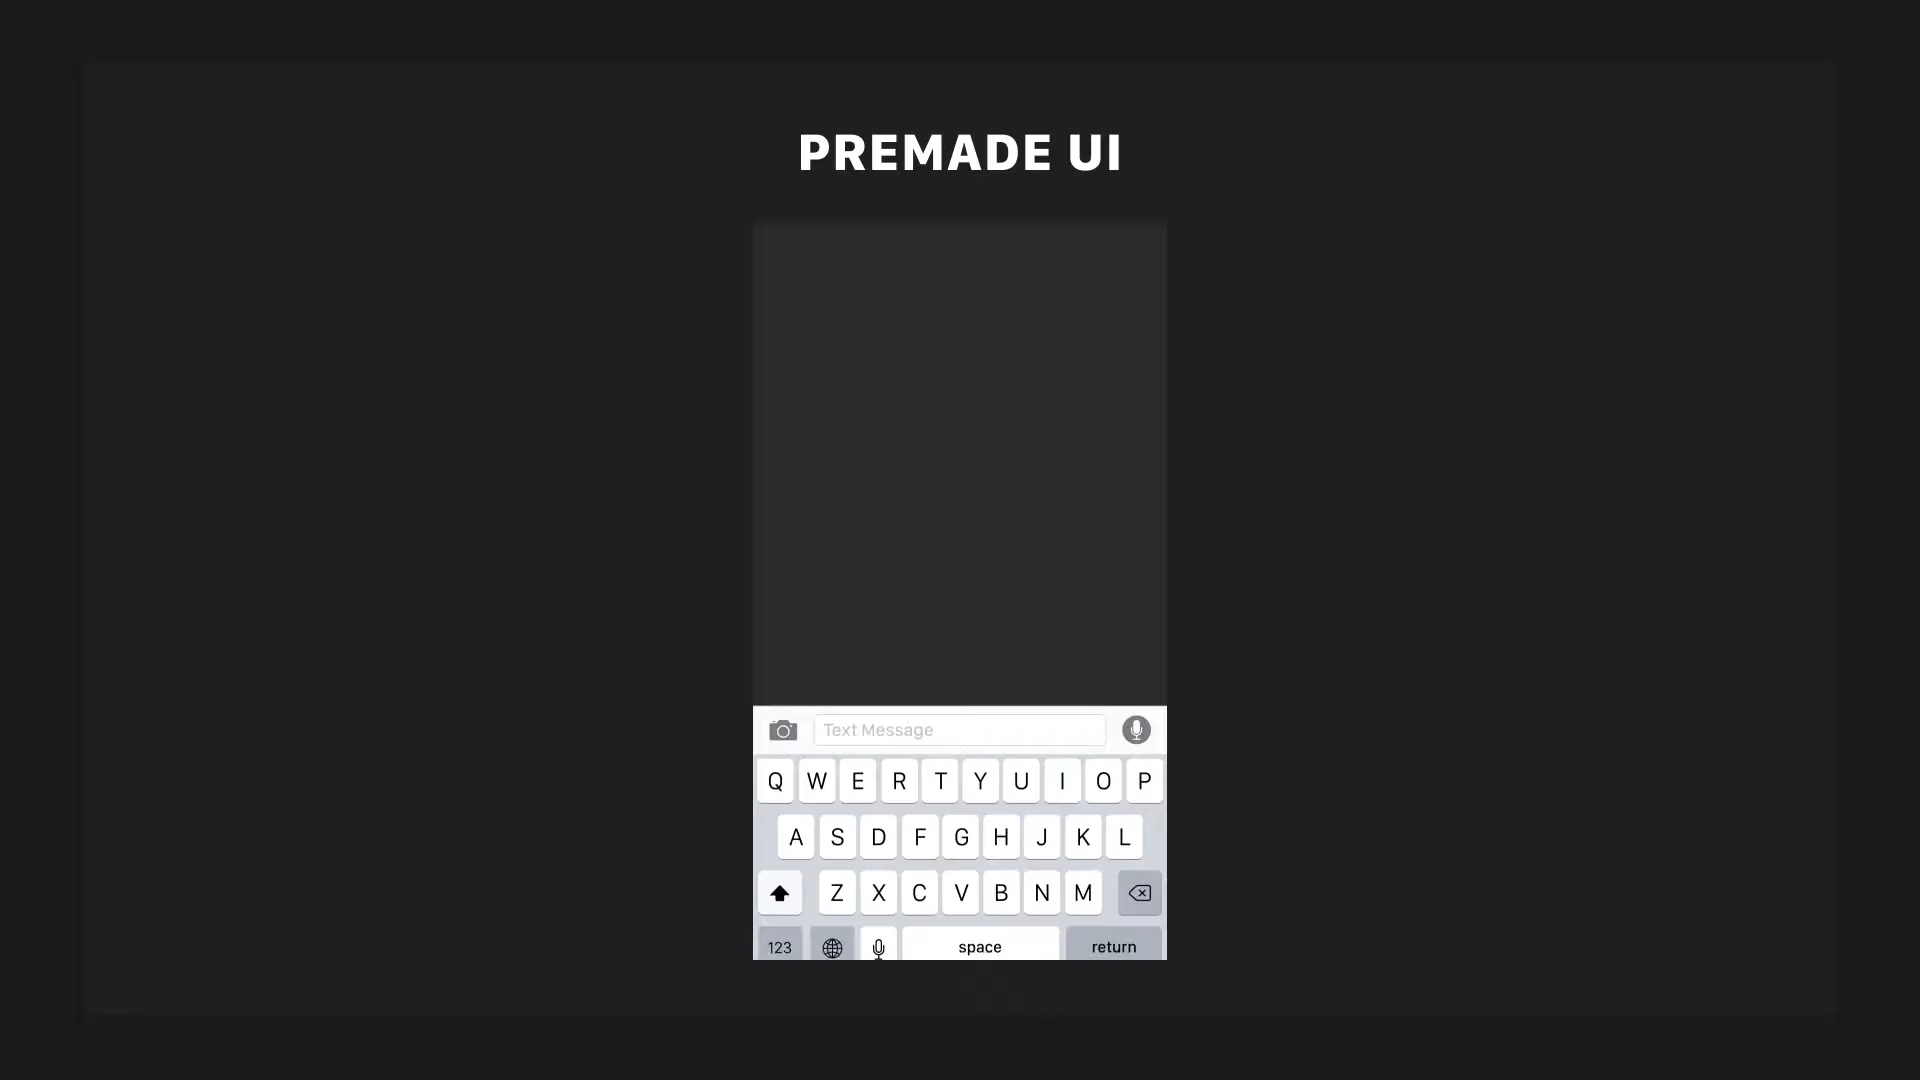 PREMADE UI
Text Message
Q W E R T Y U I O P
A S D F G H J K L
Z X C V B N M
123 space return